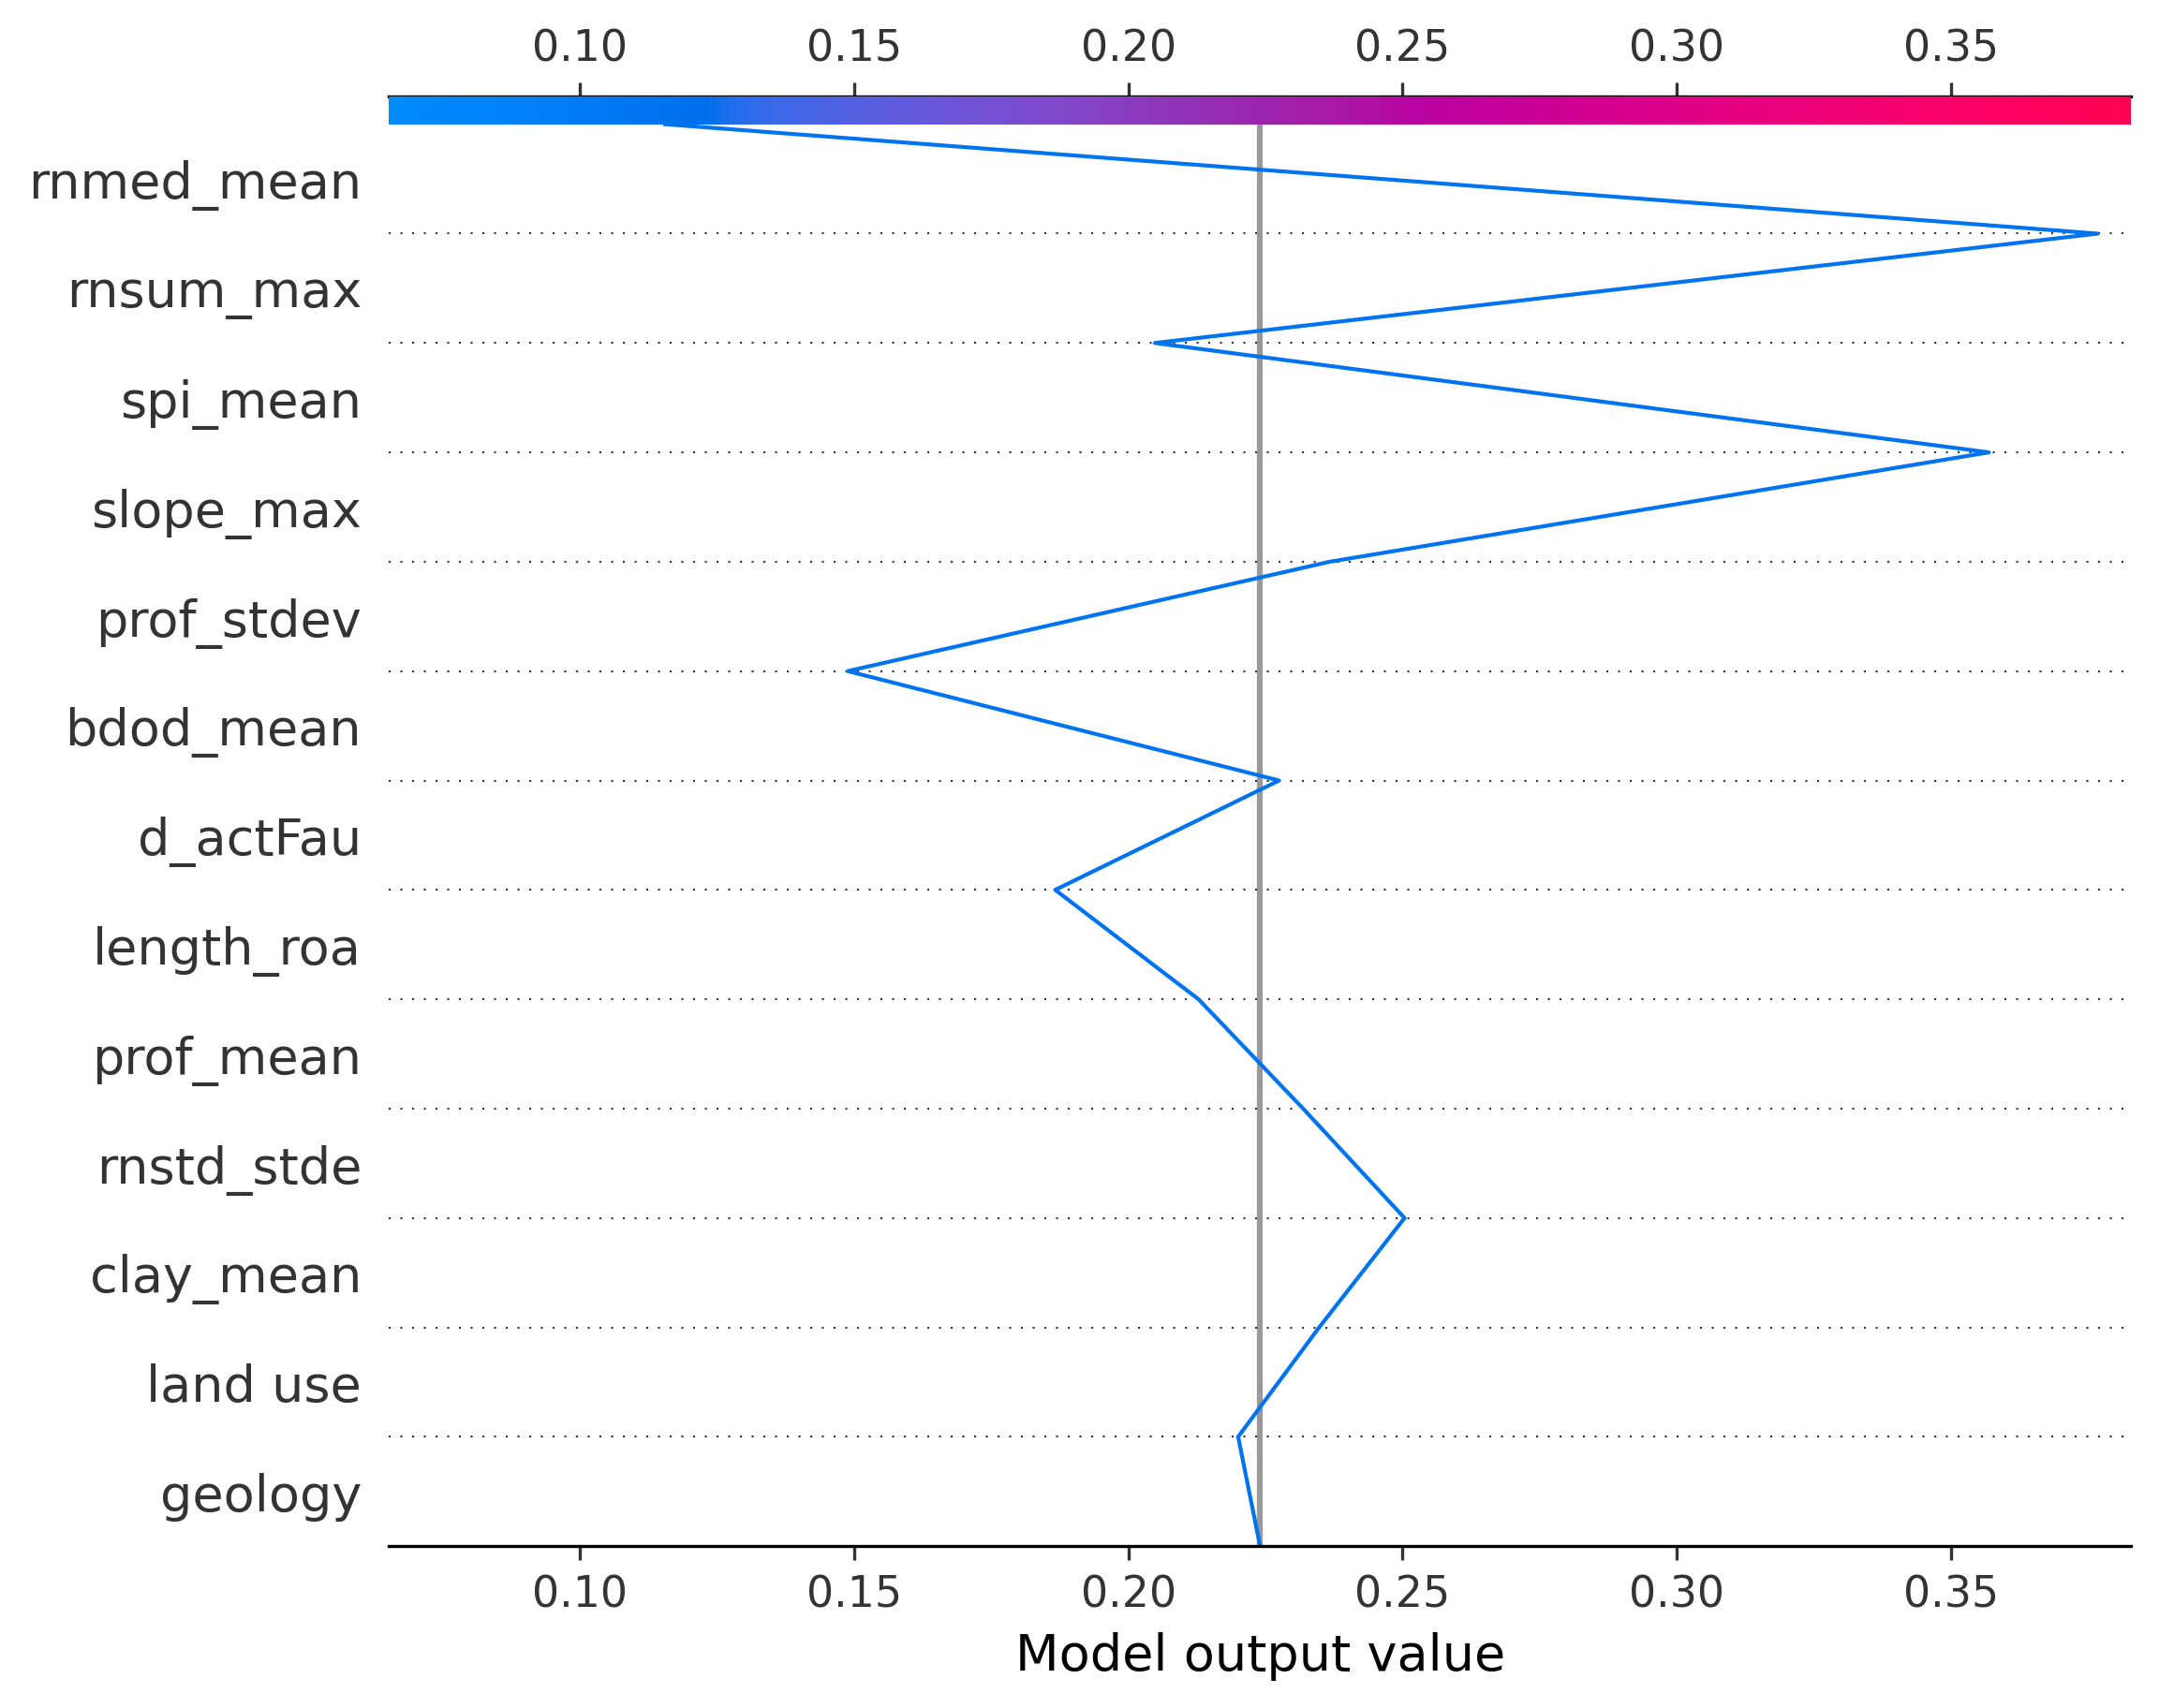 0.10 0.15 0.20 0.25 0.30 0.35
rnmed_mean
rnsum_max
spi_mean
slope_max
prof_stdev
bdod_mean
d_actFau
length_roa
prof_mean
rnstd_stde
clay_mean
land use
geology
0.10 0.15 0.20 0.25 0.30 0.35
Model output value